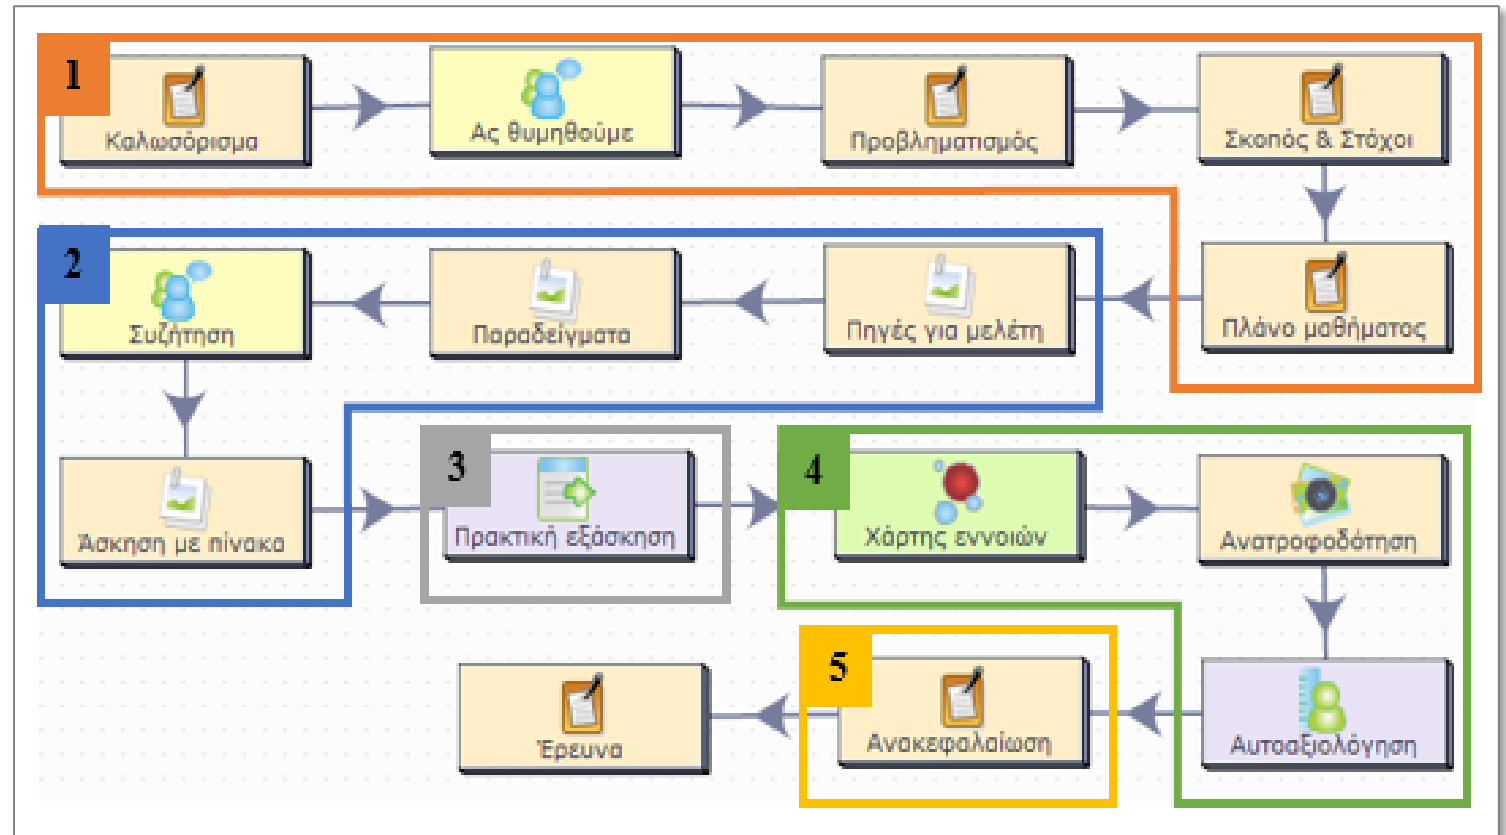 1
Καλωσόρισμα
Ας θυμηθούμε
Προβληματισμός
Σκοπός & Στόχοι
Πλάνο μαθήματος
2
Πηγές για μελέτη
Παραδείγματα
Συζήτηση
Άσκηση με πίνακα
3
Πρακτική εξάσκηση
4
Χάρτης εννοιών
Ανατροφοδότηση
Αυτοαξιολόγηση
5
Ανακεφαλαίωση
Έρευνα